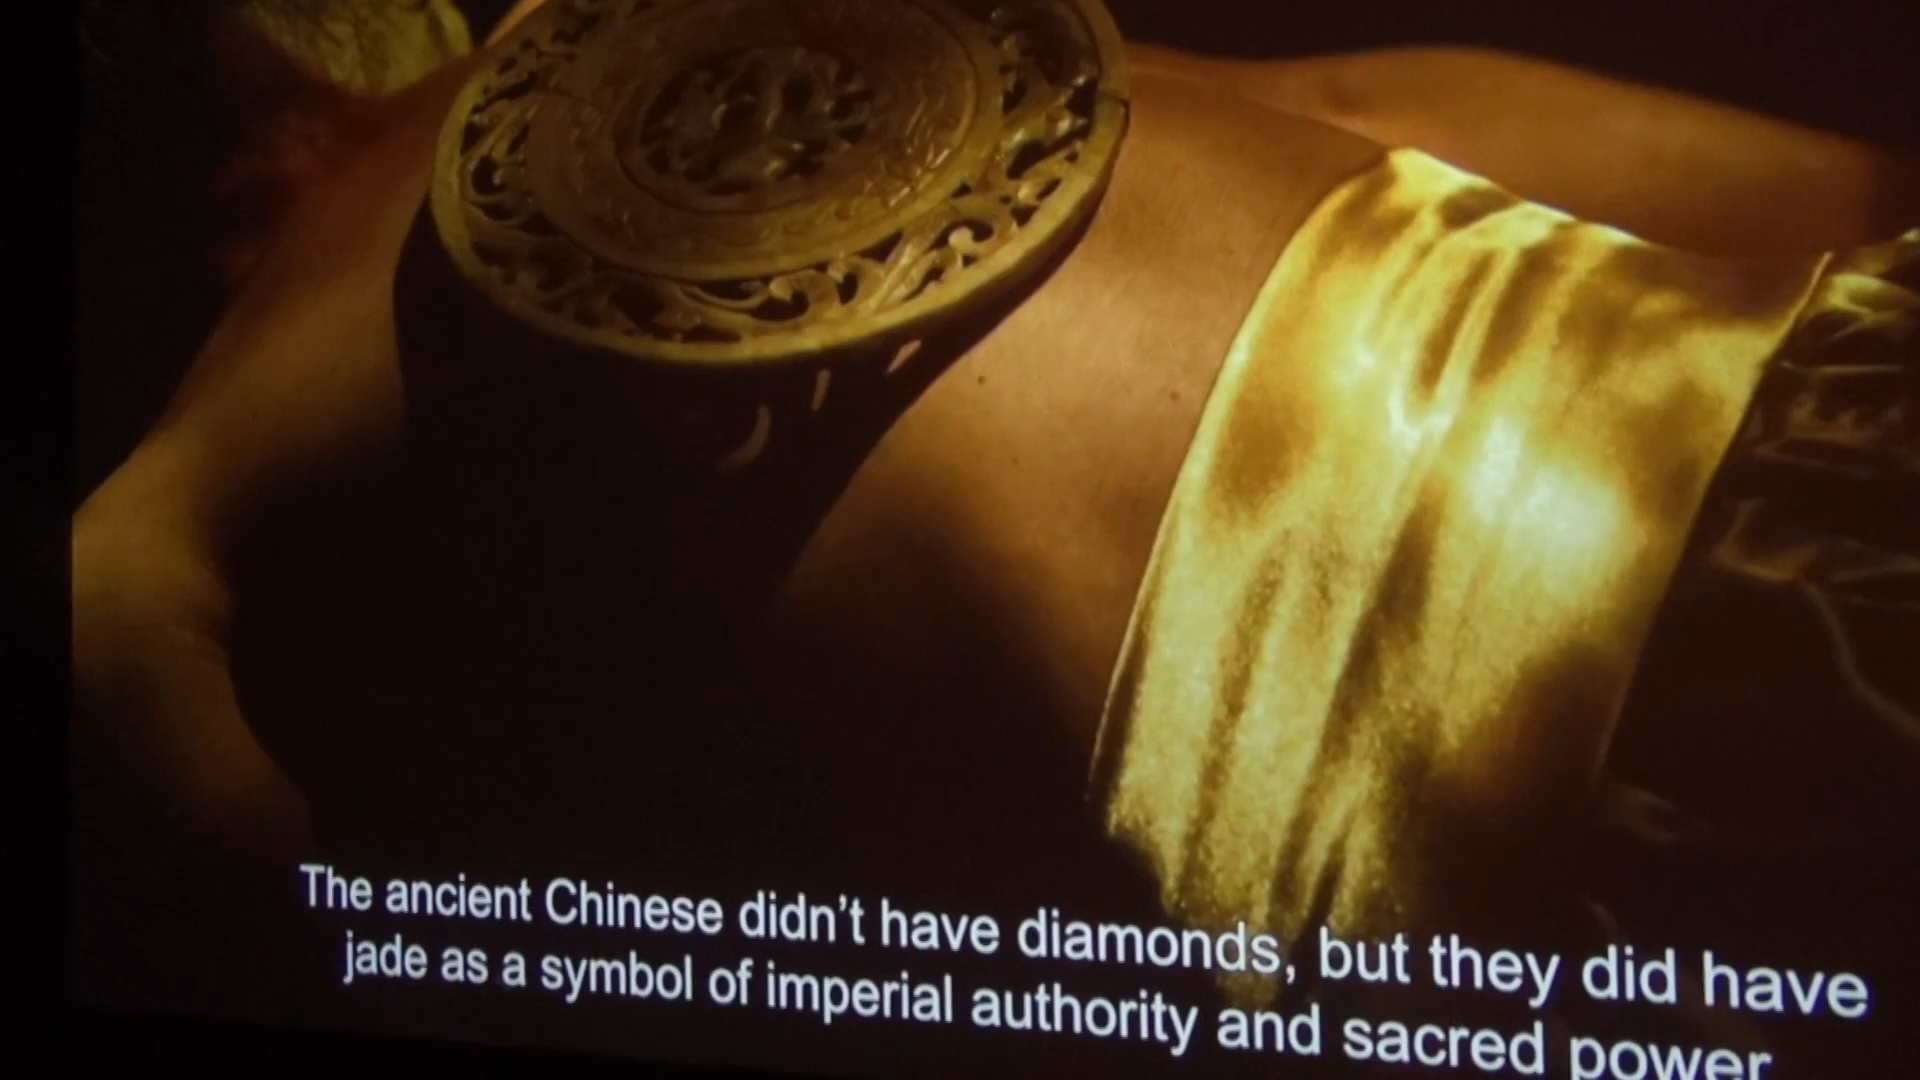 The ancient Chinese didn't have diamonds, but they did have
jade as a symbol of imperial authority and sacred power